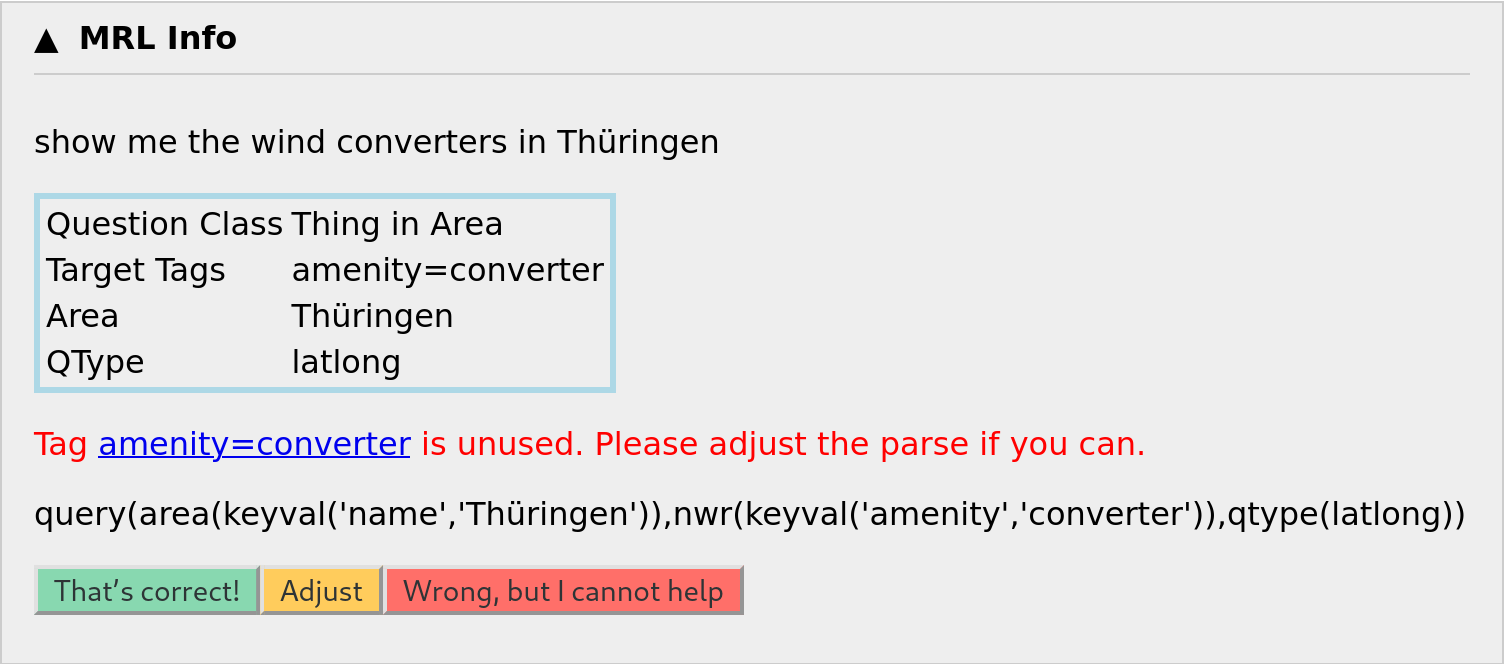 ▲ MRL Info
show me the wind converters in Thüringen
Question Class Thing in Area
Target Tags amenity=converter
Area Thüringen
QType latlong
Tag amenity=converter is unused. Please adjust the parse if you can.
query(area(keyval('name','Thüringen')),nwr(keyval('amenity','converter')),qtype(latlong))
That’s correct! Adjust Wrong, but I cannot help